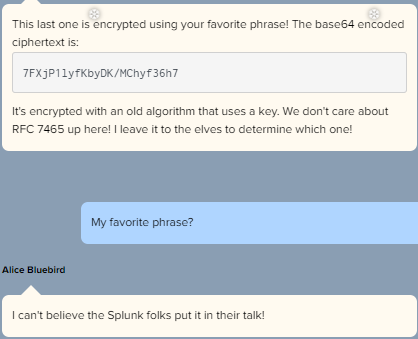 This last one is encrypted using your favorite phrase! The base64 encoded
ciphertext is:
7FXjP1lyfKbyDK/MChyf36h7
It's encrypted with an old algorithm that uses a key. We don't care about
RFC 7465 up here! I leave it to the elves to determine which one!
My favorite phrase?
Alice Bluebird
I can't believe the Splunk folks put it in their talk!